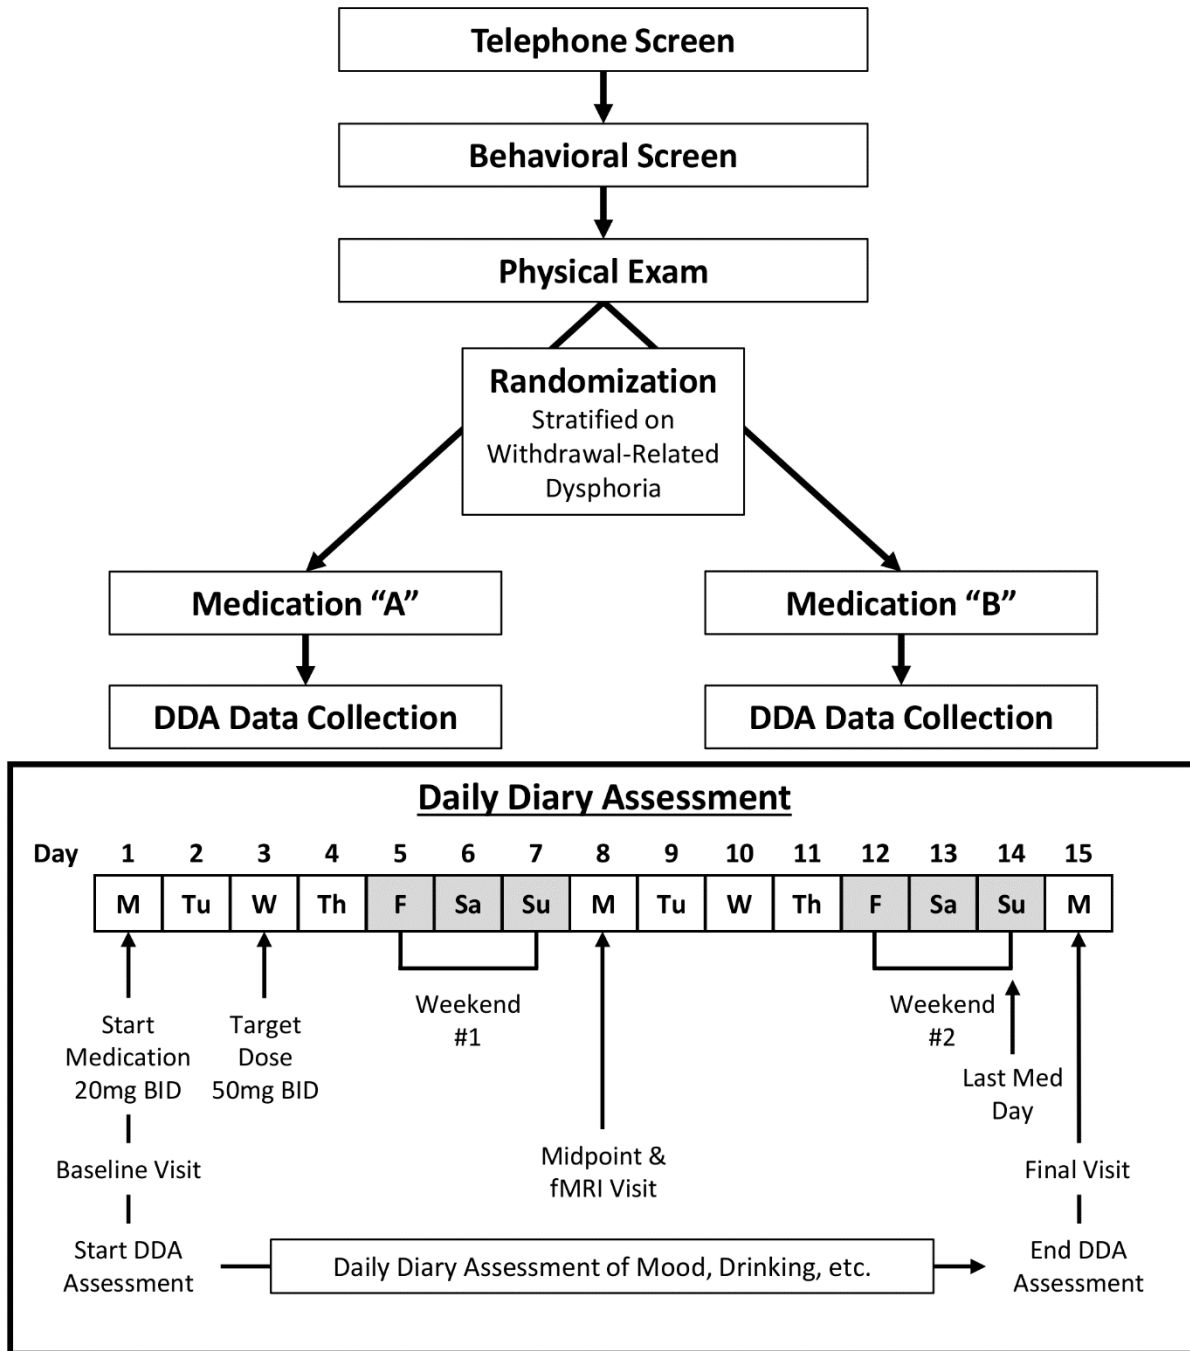 Telephone Screen
Behavioral Screen
Physical Exam
Randomization
Stratified on
Withdrawal-Related
Dysphoria
Medication “A”
Medication “B”
DDA Data Collection
DDA Data Collection
Daily Diary Assessment
Day 1 2 3 4 5 6 7 8 9 10 11 12 13 14 15
M Tu W Th F Sa Su M Tu W Th F Sa Su M
Start
Medication
20mg BID
Target
Dose
50mg BID
Weekend
#1
Weekend
#2
Last Med
Day
Baseline Visit
Midpoint &
fMRI Visit
Final Visit
Start DDA
Assessment
Daily Diary Assessment of Mood, Drinking, etc.
End DDA
Assessment